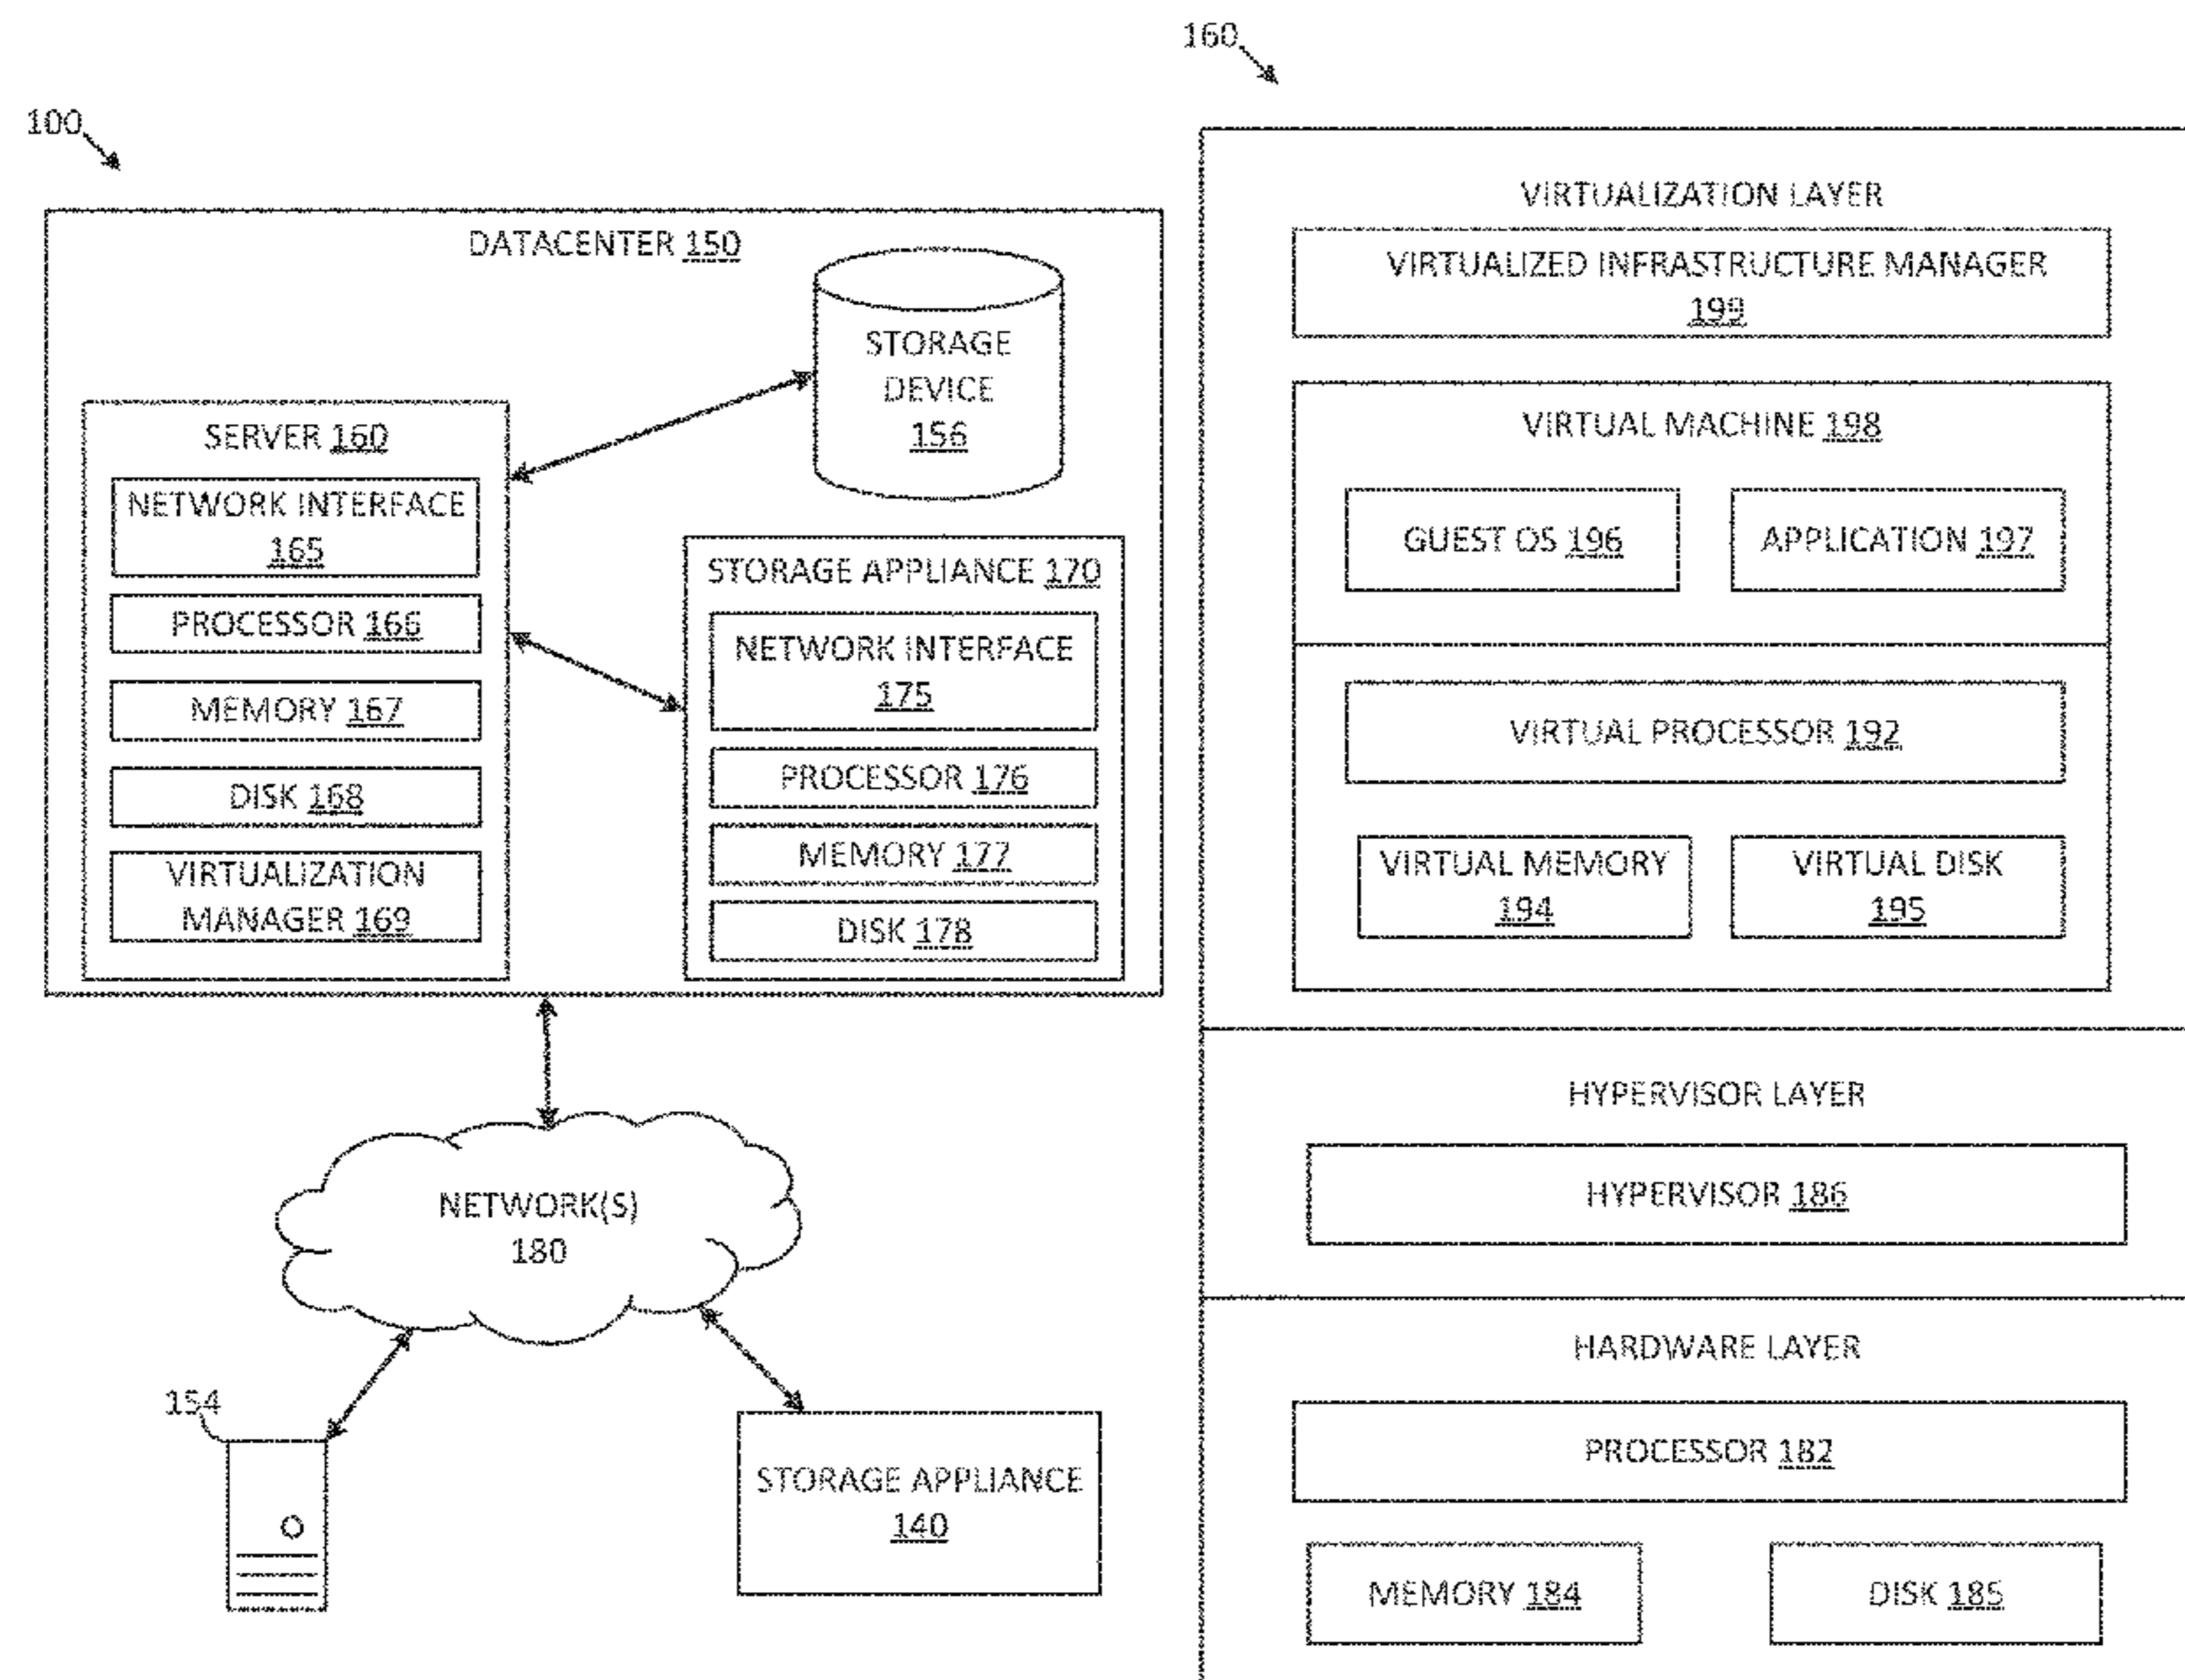 100
DATACENTER 150
STORAGE
DEVICE
156
SERVER 160
NETWORK INTERFACE
165
PROCESSOR 166
MEMORY 167
DISK 168
VIRTUALIZATION
MANAGER 169
STORAGE APPLIANCE 170
NETWORK INTERFACE
175
PROCESSOR 176
MEMORY 177
DISK 178
NETWORK(S)
180
154
STORAGE APPLIANCE
140
160
VIRTUALIZATION LAYER
VIRTUALIZED INFRASTRUCTURE MANAGER
199
VIRTUAL MACHINE 198
GUEST OS 196
APPLICATION 197
VIRTUAL PROCESSOR 192
VIRTUAL MEMORY
194
VIRTUAL DISK
195
HYPERVISOR LAYER
HYPERVISOR 186
HARDWARE LAYER
PROCESSOR 182
MEMORY 184
DISK 185